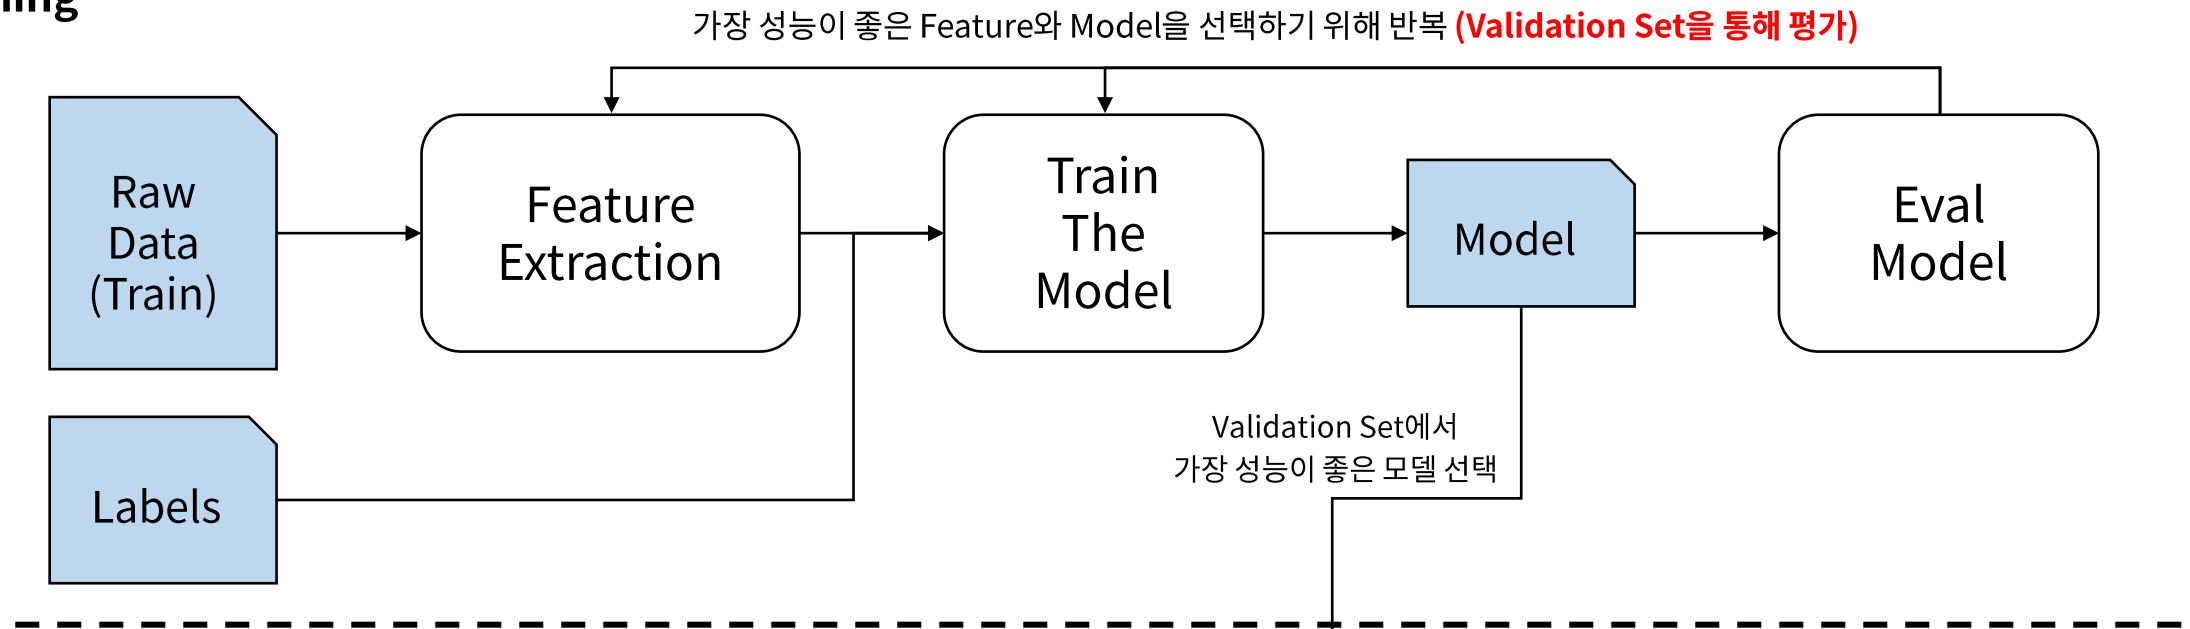 가장 성능이 좋은 Feature와 Model을 선택하기 위해 반복 (Validation Set을 통해 평가)
Raw
Data
(Train)
Feature
Extraction
Train
The
Model
Model
Eval
Model
Labels
Validation Set에서
가장 성능이 좋은 모델 선택